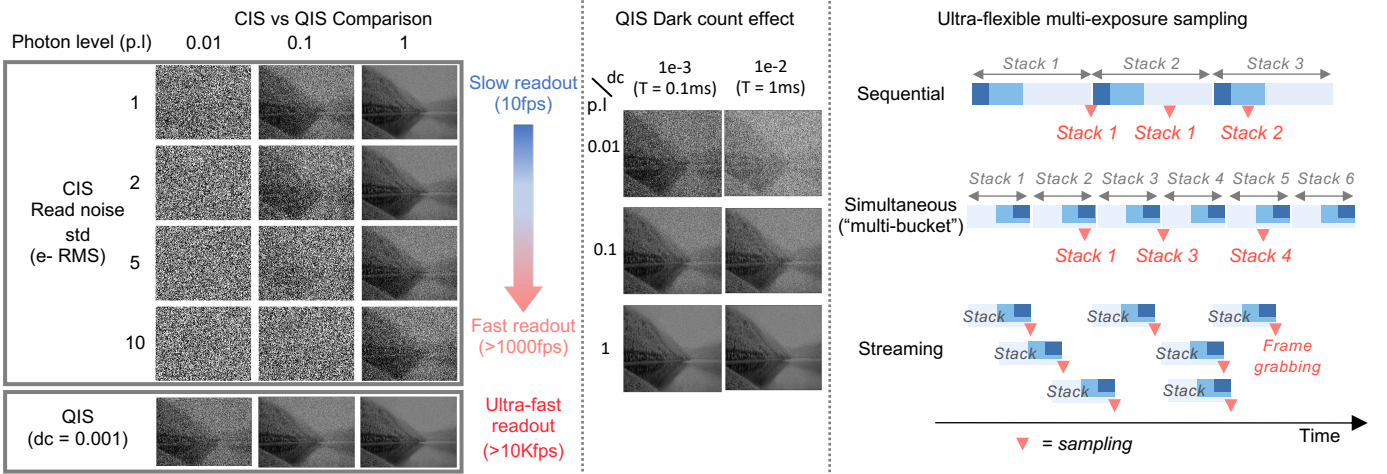 CIS vs QIS Comparison
Photon level (p.l) 0.01 0.1 1
1
2
CIS
Read noise
std
(e- RMS)
5
10
QIS
(dc = 0.001)
Slow readout
(10fps)
Fast readout
(>1000fps)
Ultra-fast
readout
(>10Kfps)
QIS Dark count effect
dc
p.l
1e-3
(T = 0.1ms)
1e-2
(T = 1ms)
0.01
0.1
1
Ultra-flexible multi-exposure sampling
Stack 1 Stack 2 Stack 3
Sequential
Stack 1 Stack 1 Stack 2
Stack 1 Stack 2 Stack 3 Stack 4 Stack 5 Stack 6
Simultaneous
("multi-bucket")
Stack 1 Stack 3 Stack 4
Stack Stack Stack
Streaming
Stack Stack
Frame
grabbing
Stack Stack
Time
= sampling